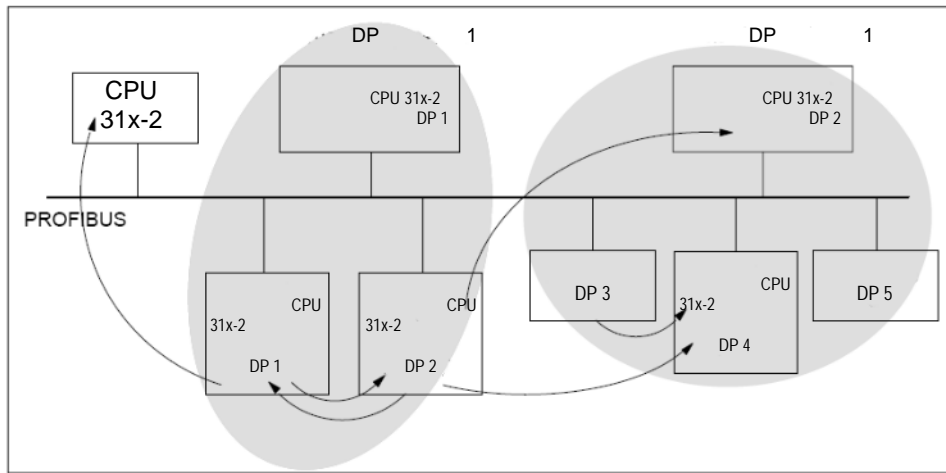 DP 1
DP 1
CPU
31x-2
CPU 31x-2
DP 1
CPU 31x-2
DP 2
PROFIBUS
CPU
31x-2
DP 1
CPU
31x-2
DP 2
DP 3
CPU
31x-2
DP 4
DP 5